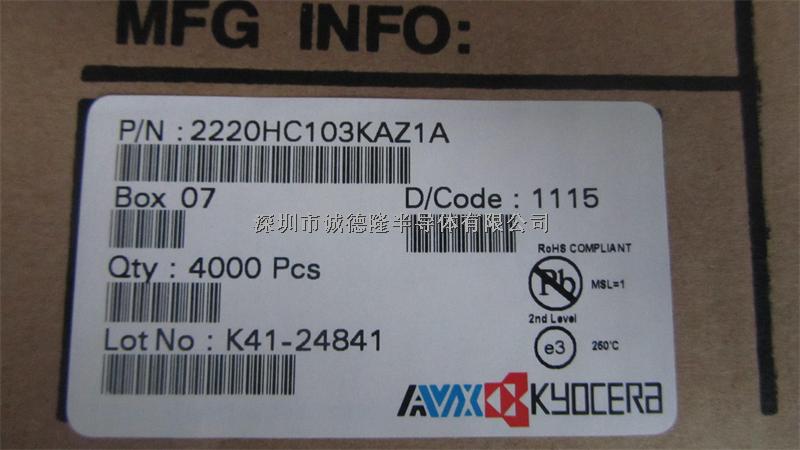 MFG INFO:
P/N : 2220HC103KAZ1A
Box 07
D/Code : 1115
深圳市诚德隆半导体有限公司
Qty : 4000 Pcs
RoHS COMPLIANT
Pb
MSL=1
2nd Level
Lot No : K41-24841
e3
260°C
AVX KYOCERA